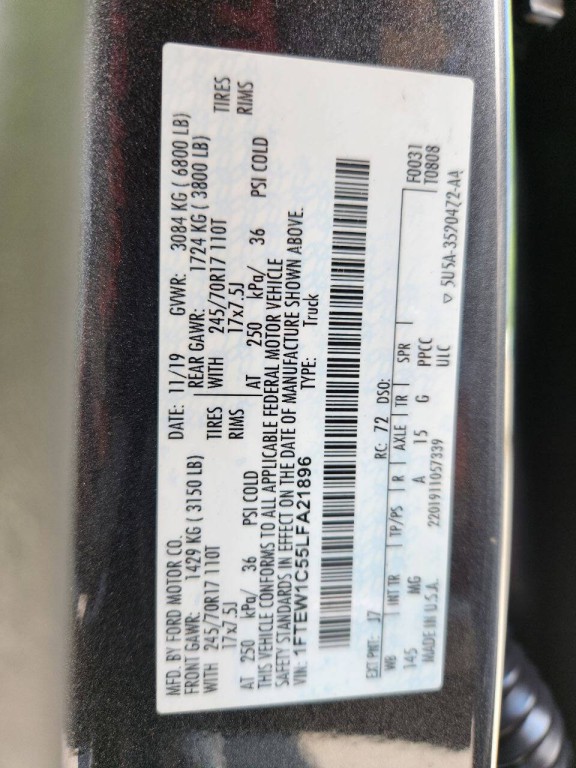 MFD BY FORD MOTOR CO. DATE: 11/19 GVWR: 3084 KG ( 6800 LB)
FRONT GAWR: 1429 KG ( 3150 LB) REAR GAWR: 1724 KG ( 3800 LB)
WITH 245/70R17 110T TIRES WITH 245/70R17 110T TIRES
17x7.5J RIMS 17x7.5J RIMS
AT 250 kPa/ 36 PSI COLD AT 250 kPa/ 36 PSI COLD
THIS VEHICLE CONFORMS TO ALL APPLICABLE FEDERAL MOTOR VEHICLE
SAFETY STANDARDS IN EFFECT ON THE DATE OF MANUFACTURE SHOWN ABOVE.
VIN: 1FTEW1C55LFA21896 TYPE: Truck
EXT PNT: J7 RC: 72 DSO:
WB INT TR TP/PS R AXLE TR SPR F0031
145 MG A 15 G PPCC T0808
MADE IN U.S.A. 2201911057339 ULC
5U5A-3520472-AA